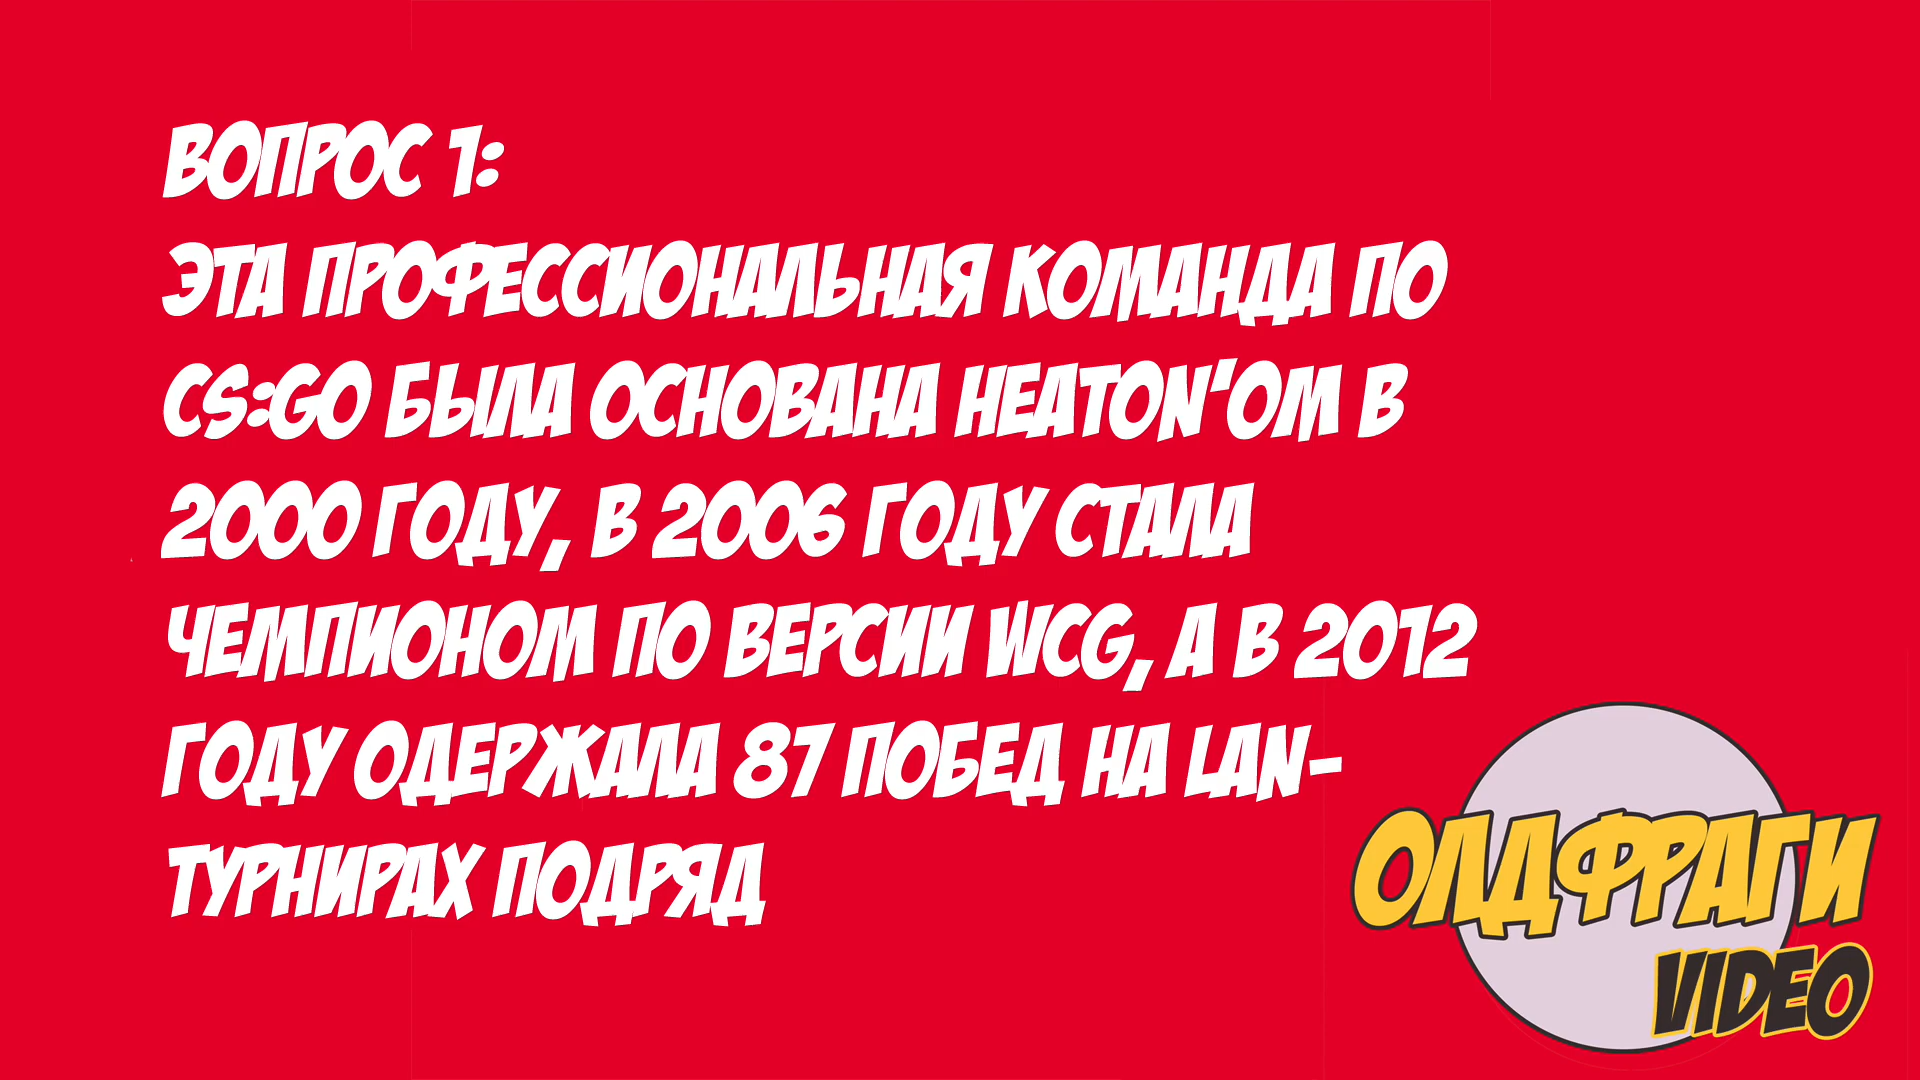 ВОПРОС 1:
ЭТА ПРОФЕССИОНАЛЬНАЯ КОМАНДА ПО
CS:GO БЫЛА ОСНОВАНА HEATON'ОМ В
2000 ГОДУ, В 2006 ГОДУ СТАЛА
ЧЕМПИОНОМ ПО ВЕРСИИ WCG, А В 2012
ГОДУ ОДЕРЖАЛА 87 ПОБЕД НА LAN-
ТУРНИРАХ ПОДРЯД
ОЛДФРАГИ
VIDEO